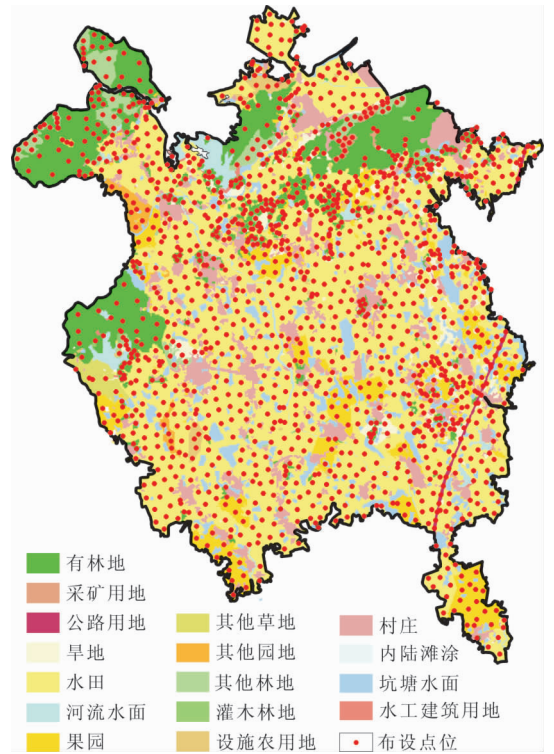 有林地
采矿用地
公路用地
旱地
水田
河流水面
果园
其他草地
其他园地
其他林地
灌木林地
设施农用地
村庄
内陆滩涂
坑塘水面
水工建筑用地
布设点位